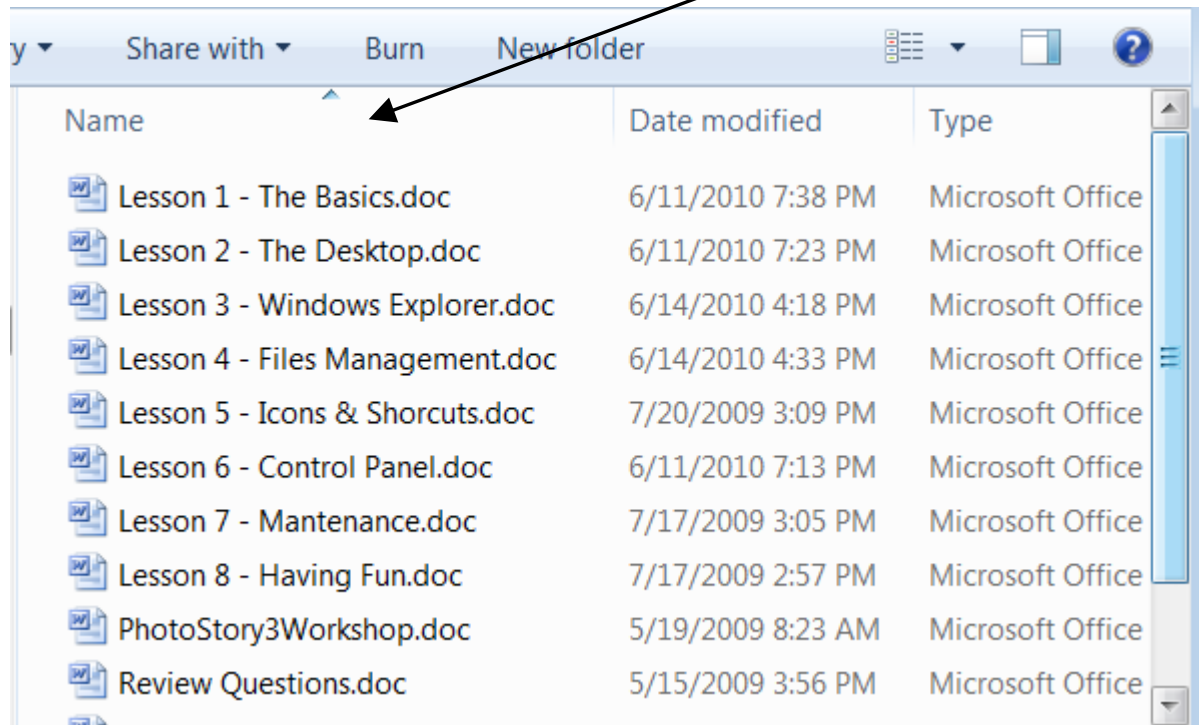 y Share with Burn New folder
Name Date modified Type
Lesson 1 - The Basics.doc 6/11/2010 7:38 PM Microsoft Office
Lesson 2 - The Desktop.doc 6/11/2010 7:23 PM Microsoft Office
Lesson 3 - Windows Explorer.doc 6/14/2010 4:18 PM Microsoft Office
Lesson 4 - Files Management.doc 6/14/2010 4:33 PM Microsoft Office
Lesson 5 - Icons & Shorcuts.doc 7/20/2009 3:09 PM Microsoft Office
Lesson 6 - Control Panel.doc 6/11/2010 7:13 PM Microsoft Office
Lesson 7 - Mantenance.doc 7/17/2009 3:05 PM Microsoft Office
Lesson 8 - Having Fun.doc 7/17/2009 2:57 PM Microsoft Office
PhotoStory3Workshop.doc 5/19/2009 8:23 AM Microsoft Office
Review Questions.doc 5/15/2009 3:56 PM Microsoft Office